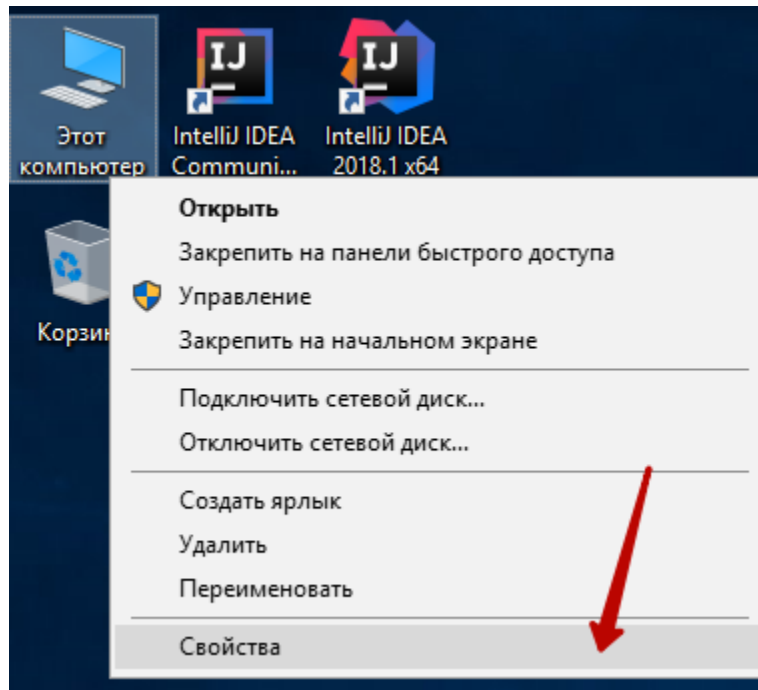 IJ
IJ
Этот
компьютер
IntelliJ IDEA
Communi...
IntelliJ IDEA
2018.1 x64
Открыть
Закрепить на панели быстрого доступа
Управление
Закрепить на начальном экране
Подключить сетевой диск...
Отключить сетевой диск...
Создать ярлык
Удалить
Переименовать
Свойства